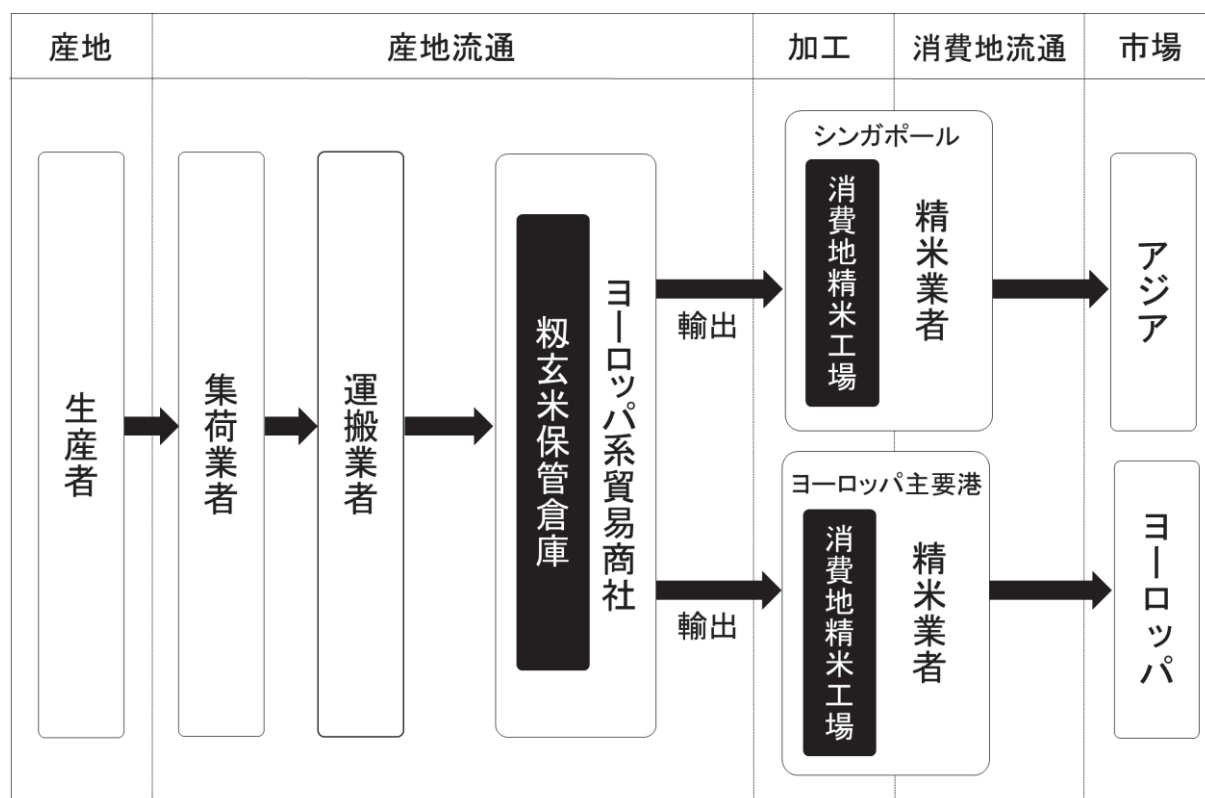 産地
産地流通
加工
消費地流通
市場
生産者
集荷業者
運搬業者
籾玄米保管倉庫
ヨーロッパ系貿易商社
輸出
輸出
シンガポール
消費地精米工場
精米業者
ヨーロッパ主要港
消費地精米工場
精米業者
アジア
ヨーロッパ